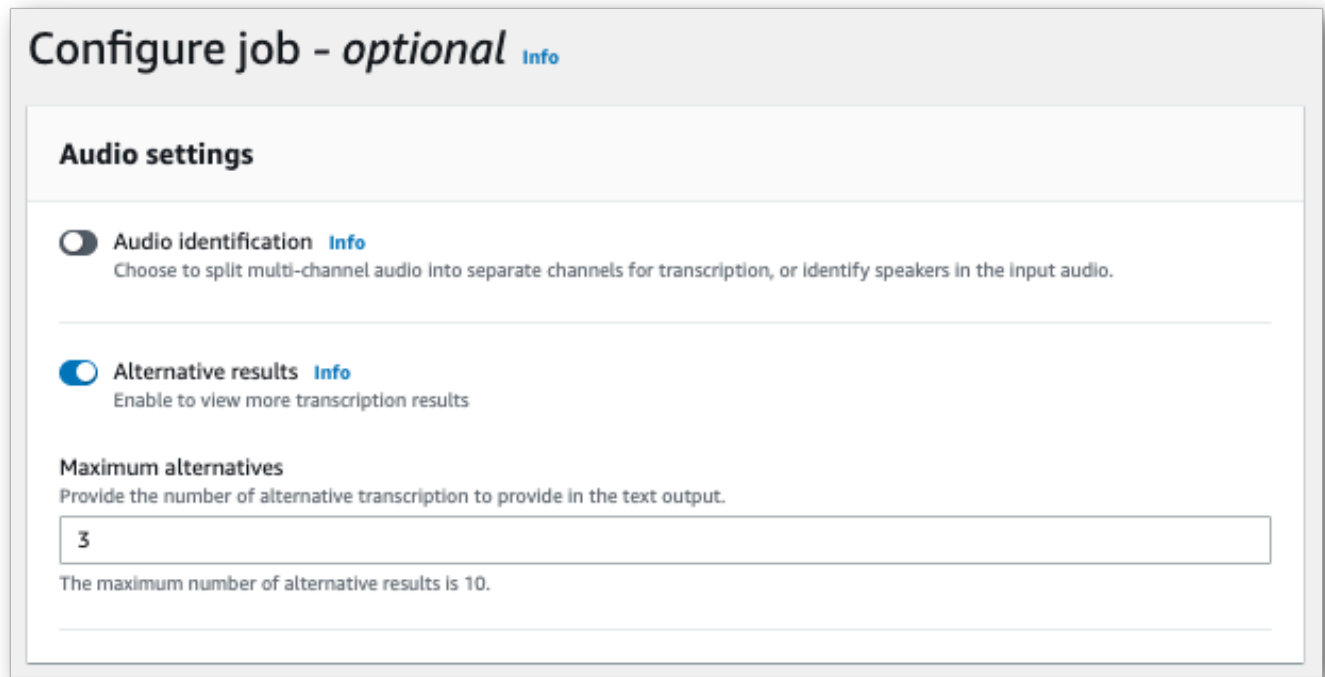 Configure job - optional Info
Audio settings
Audio identification Info
Choose to split multi-channel audio into separate channels for transcription, or identify speakers in the input audio.
Alternative results Info
Enable to view more transcription results
Maximum alternatives
Provide the number of alternative transcription to provide in the text output.
3
The maximum number of alternative results is 10.